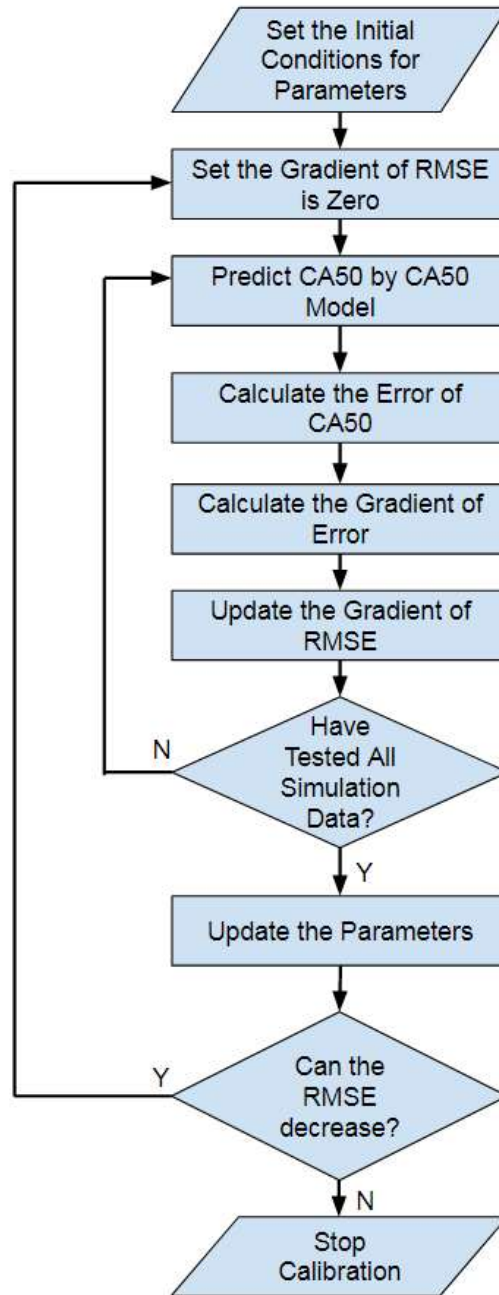 Set the Initial
Conditions for
Parameters
Set the Gradient of RMSE
is Zero
Predict CA50 by CA50
Model
Calculate the Error of
CA50
Calculate the Gradient of
Error
Update the Gradient of
RMSE
Have
Tested All
Simulation
Data?
N
Y
Update the Parameters
Can the
RMSE
decrease?
Y
N
Stop
Calibration